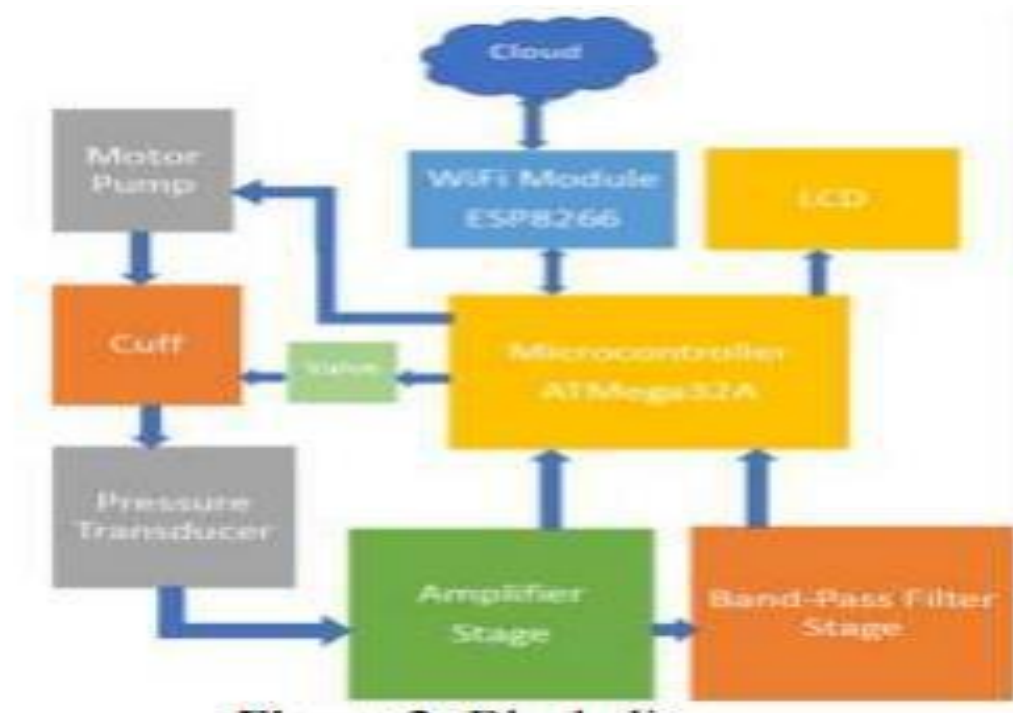 Cloud
Motor
Pump
WiFi Module
ESP8266
LCD
Cuff
Valve
Microcontroller
ATMega32A
Pressure
Transducer
Amplifier
Stage
Band-Pass Filter
Stage